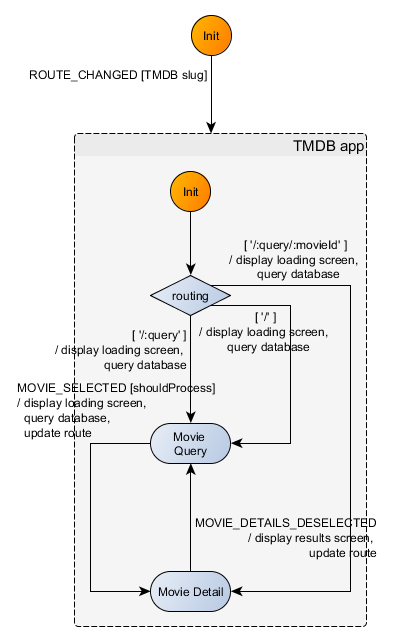 Init
ROUTE_CHANGED [TMDB slug]
TMDB app
Init
[ '/:query/:movieId' ]
/ display loading screen,
query database
routing
[ '/' ]
/ display loading screen,
query database
[ '/:query' ]
/ display loading screen,
query database
MOVIE_SELECTED [shouldProcess]
/ display loading screen,
query database,
update route
Movie
Query
MOVIE_DETAILS_DESELECTED
/ display results screen,
update route
Movie Detail